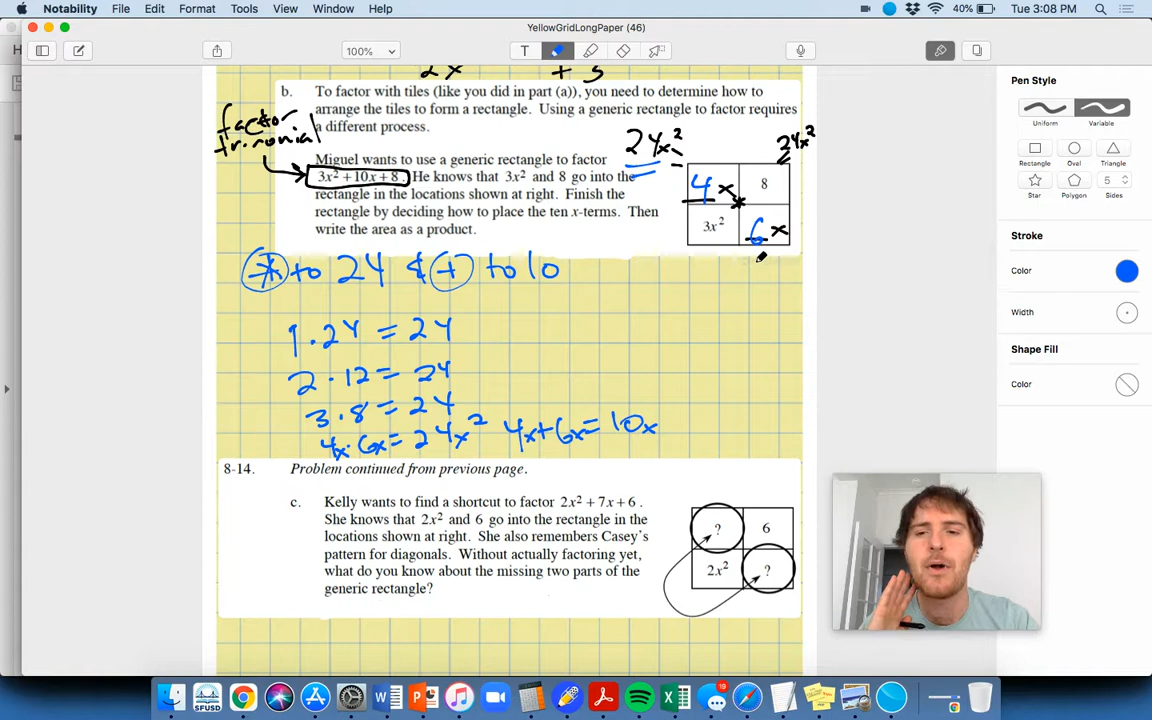 Notability File Edit Format Tools View Window Help 40% Tue 3:08 PM
YellowGridLongPaper (46)
100% T
2x + 3
b. To factor with tiles (like you did in part (a)), you need to determine how to
arrange the tiles to form a rectangle. Using a generic rectangle to factor requires
a different process.
factor
trinomial
Miguel wants to use a generic rectangle to factor
3x² + 10x + 8 . He knows that 3x² and 8 go into the
rectangle in the locations shown at right. Finish the
rectangle by deciding how to place the ten x-terms. Then
write the area as a product.
24x² 24x²
4x 8
3x² 6x
* to 24 & + to 10
1 · 24 = 24
2 · 12 = 24
3 · 8 = 24
4x · 6x = 24x² 4x + 6x = 10x
8-14. Problem continued from previous page.
c. Kelly wants to find a shortcut to factor 2x² + 7x + 6 .
She knows that 2x² and 6 go into the rectangle in the
locations shown at right. She also remembers Casey's
pattern for diagonals. Without actually factoring yet,
what do you know about the missing two parts of the
generic rectangle?
? 6
2x² ?
Pen Style
Uniform Variable
Rectangle Oval Triangle
5
Star Polygon Sides
Stroke
Color
Width
Shape Fill
Color
SFUSD
19